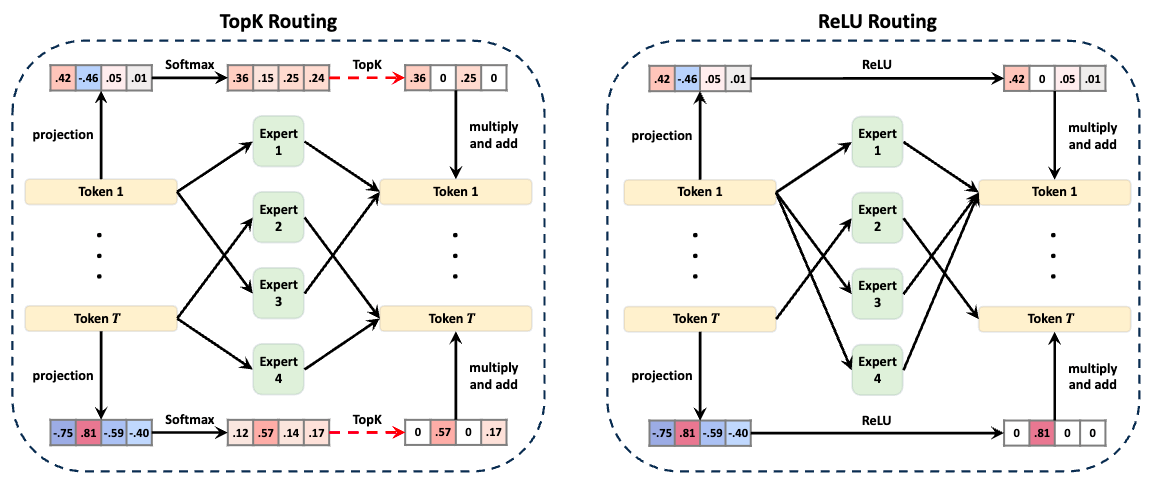 TopK Routing
.42 -.46 .05 .01
Softmax
.36 .15 .25 .24
TopK
.36 0 .25 0
projection
multiply
and add
Expert
1
Token 1
Token 1
Expert
2
Expert
3
Token T
Token T
Expert
4
projection
multiply
and add
-.75 .81 -.59 -.40
Softmax
.12 .57 .14 .17
TopK
0 .57 0 .17
ReLU Routing
.42 -.46 .05 .01
ReLU
.42 0 .05 .01
projection
multiply
and add
Expert
1
Token 1
Token 1
Expert
2
Expert
3
Token T
Token T
Expert
4
projection
multiply
and add
-.75 .81 -.59 -.40
ReLU
0 .81 0 0